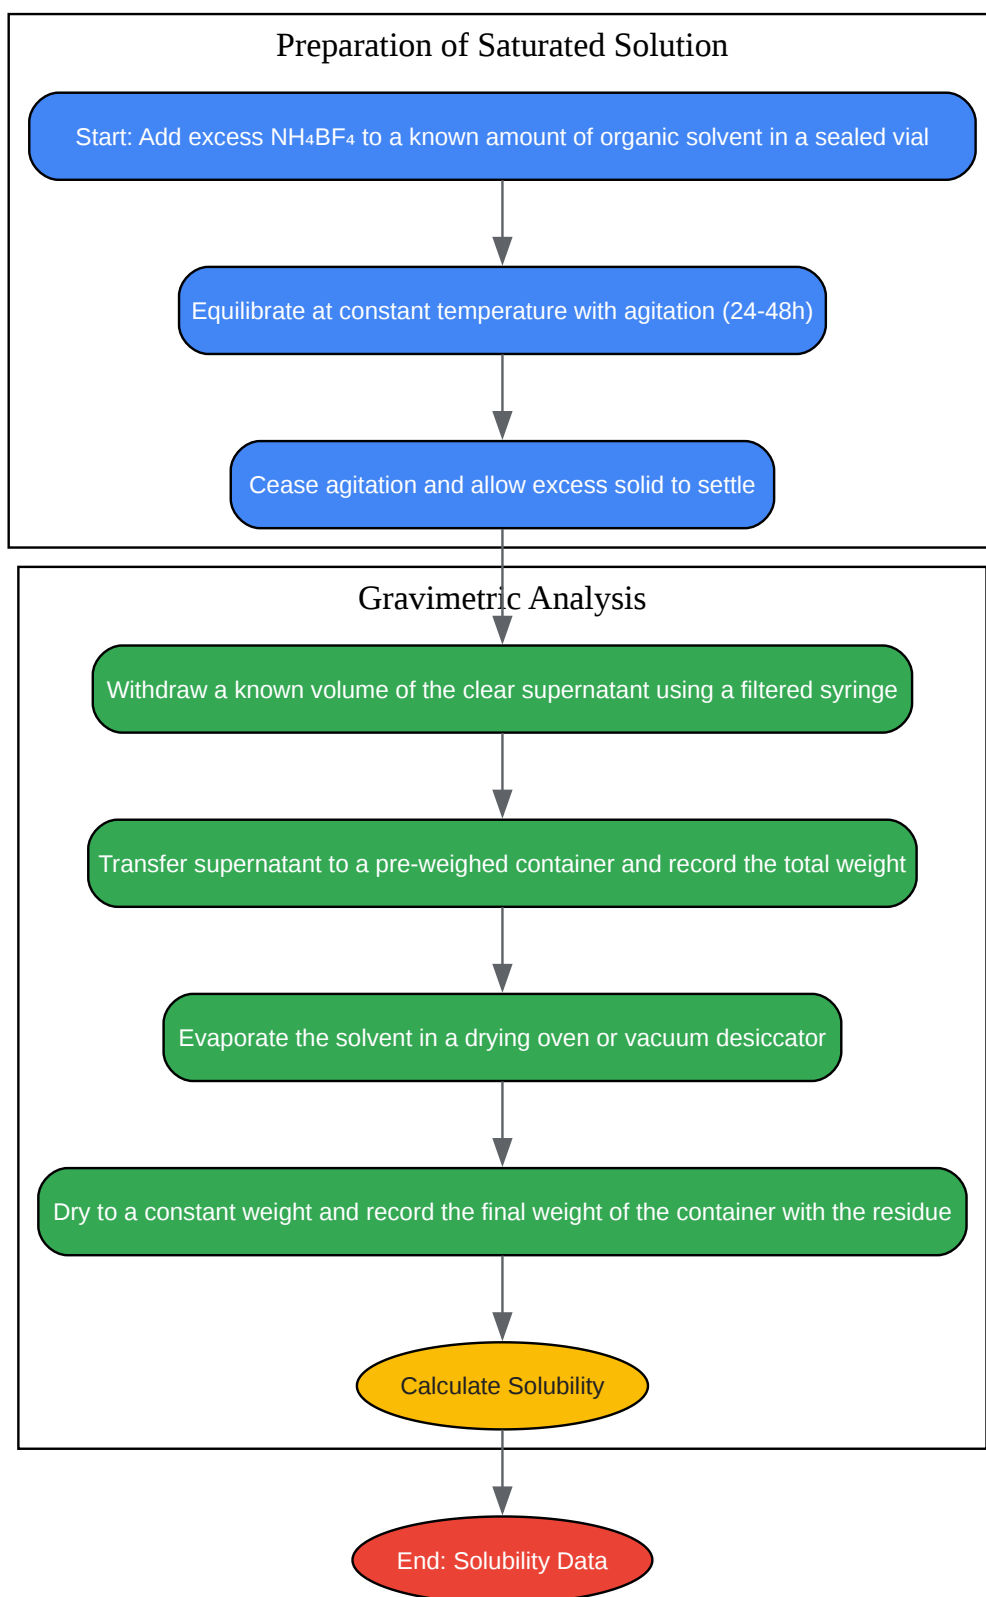 Preparation of Saturated Solution
Start: Add excess NH₄BF₄ to a known amount of organic solvent in a sealed vial
Equilibrate at constant temperature with agitation (24-48h)
Cease agitation and allow excess solid to settle
Gravimetric Analysis
Withdraw a known volume of the clear supernatant using a filtered syringe
Transfer supernatant to a pre-weighed container and record the total weight
Evaporate the solvent in a drying oven or vacuum desiccator
Dry to a constant weight and record the final weight of the container with the residue
Calculate Solubility
End: Solubility Data